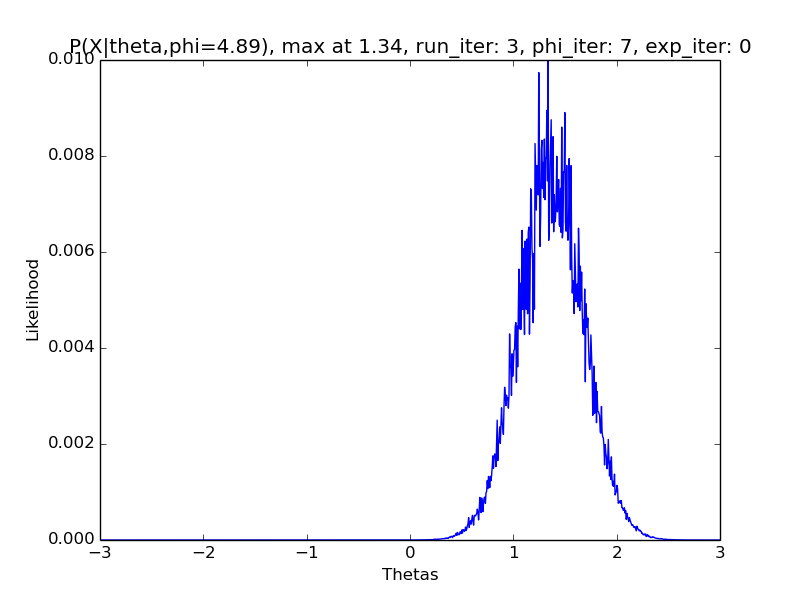 P(X|theta,phi=4.89), max at 1.34, run_iter: 3, phi_iter: 7, exp_iter: 0
0.010
0.008
0.006
0.004
0.002
0.000
Likelihood
−3 −2 −1 0 1 2 3
Thetas